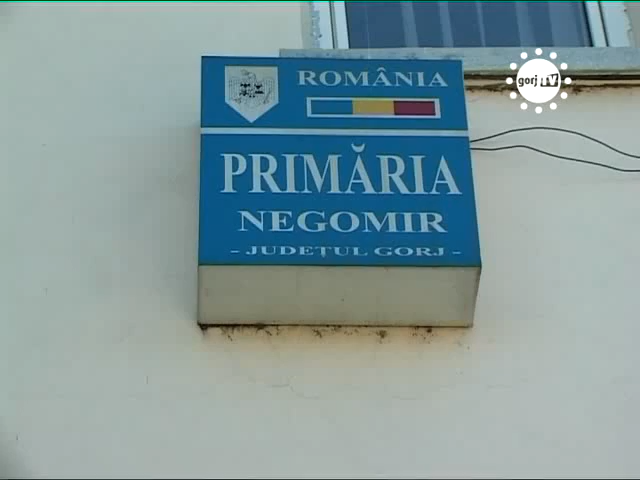 ROMÂNIA
gorj TV
PRIMĂRIA
NEGOMIR
- JUDEȚUL GORJ -